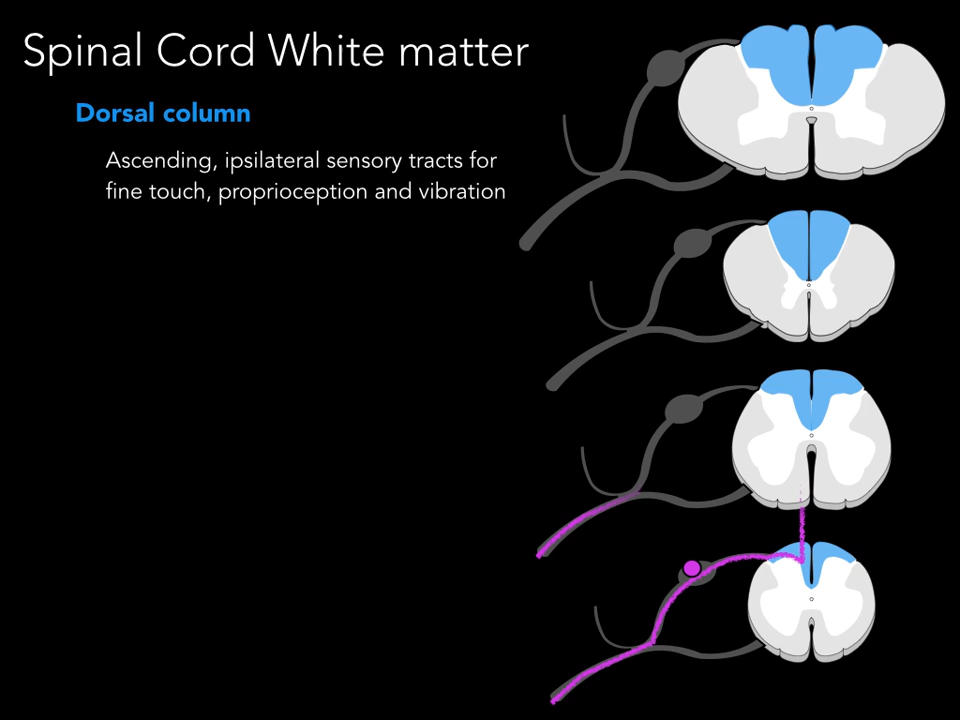 Spinal Cord White matter
Dorsal column
Ascending, ipsilateral sensory tracts for
fine touch, proprioception and vibration